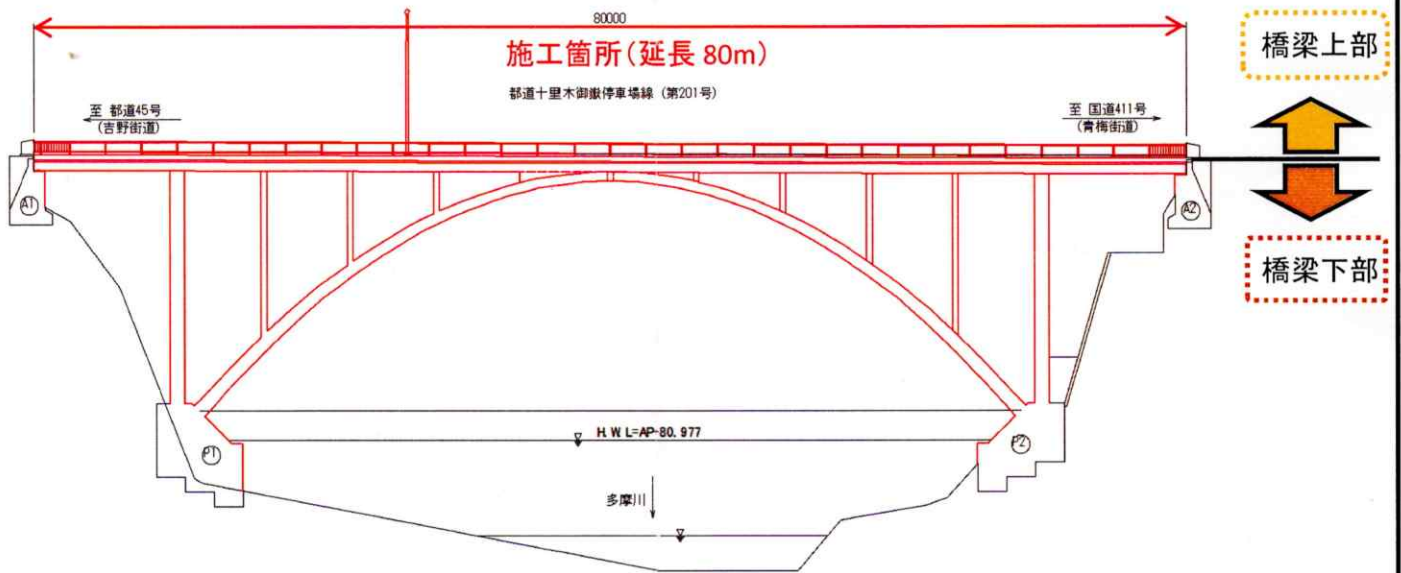 80000
施工箇所(延長 80m)
都道十里木御嶽停車場線 (第201号)
至 都道45号
(吉野街道)
至 国道411号
(青梅街道)
橋梁上部
橋梁下部
A1
A2
H.W.L=AP-80.977
P1
P2
多摩川